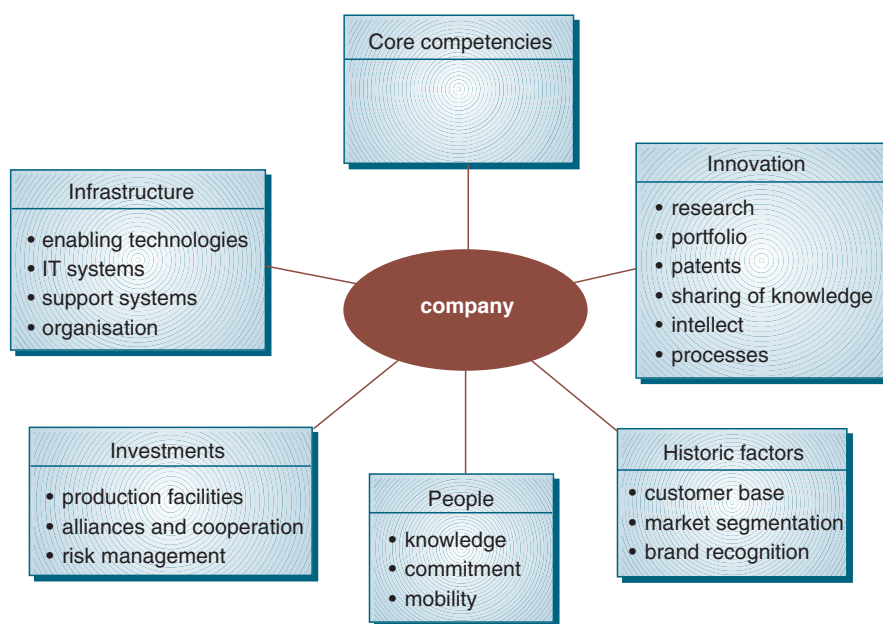 Core competencies
Infrastructure
• enabling technologies
• IT systems
• support systems
• organisation
Innovation
• research
• portfolio
• patents
• sharing of knowledge
• intellect
• processes
company
Investments
• production facilities
• alliances and cooperation
• risk management
People
• knowledge
• commitment
• mobility
Historic factors
• customer base
• market segmentation
• brand recognition